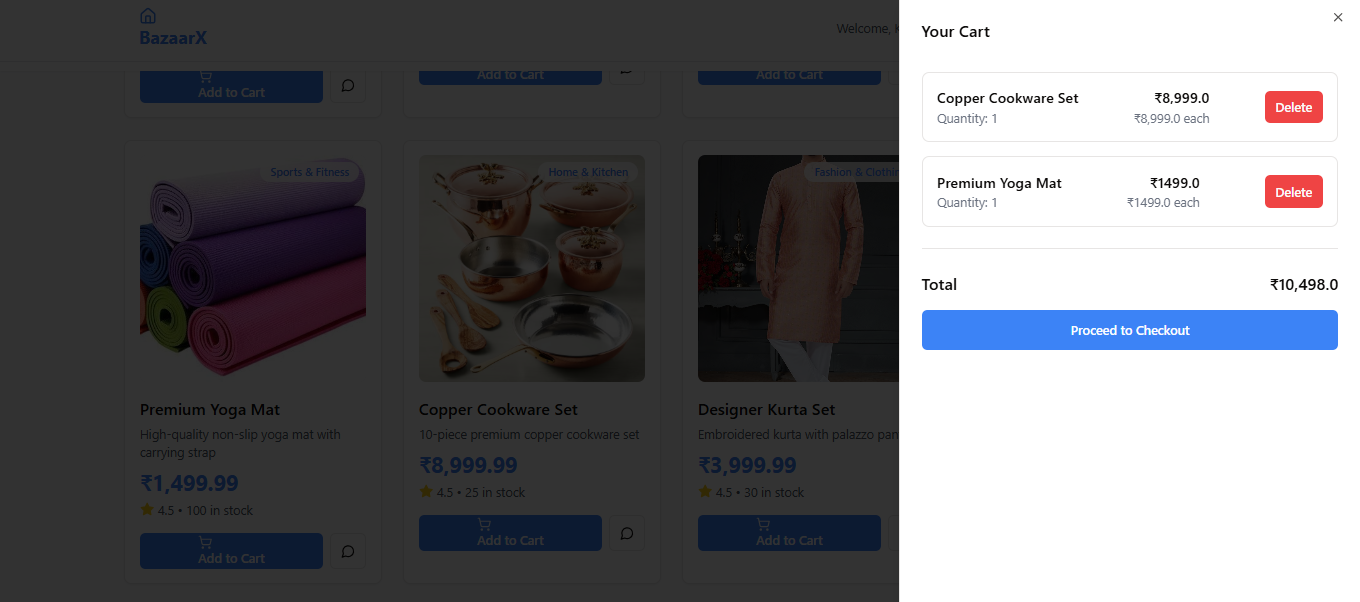 BazaarX
Welcome,
Add to Cart
Add to Cart
Add to Cart
Sports & Fitness
Premium Yoga Mat
High-quality non-slip yoga mat with
carrying strap
₹1,499.99
4.5 • 100 in stock
Add to Cart
Home & Kitchen
Copper Cookware Set
10-piece premium copper cookware set
₹8,999.99
4.5 • 25 in stock
Add to Cart
Fashion &
Designer Kurta Set
Embroidered kurta with palazzo
₹3,999.99
4.5 • 30 in stock
Add to Cart
Your Cart
Copper Cookware Set ₹8,999.0
Quantity: 1 ₹8,999.0 each
Delete
Premium Yoga Mat ₹1499.0
Quantity: 1 ₹1499.0 each
Delete
Total ₹10,498.0
Proceed to Checkout